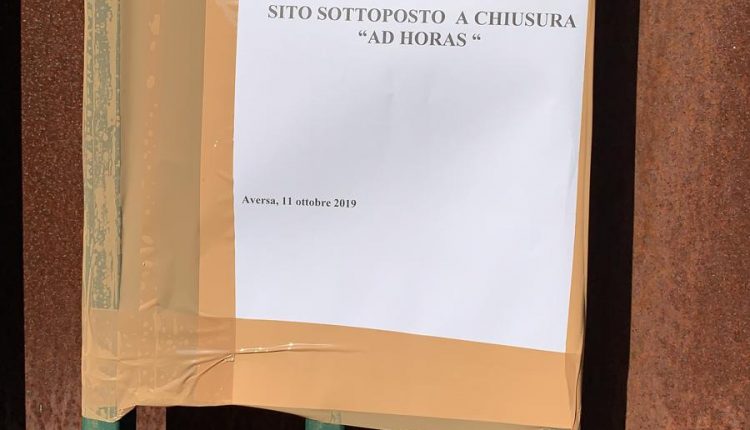 SITO SOTTOPOSTO A CHIUSURA
“AD HORAS “
Aversa, 11 ottobre 2019